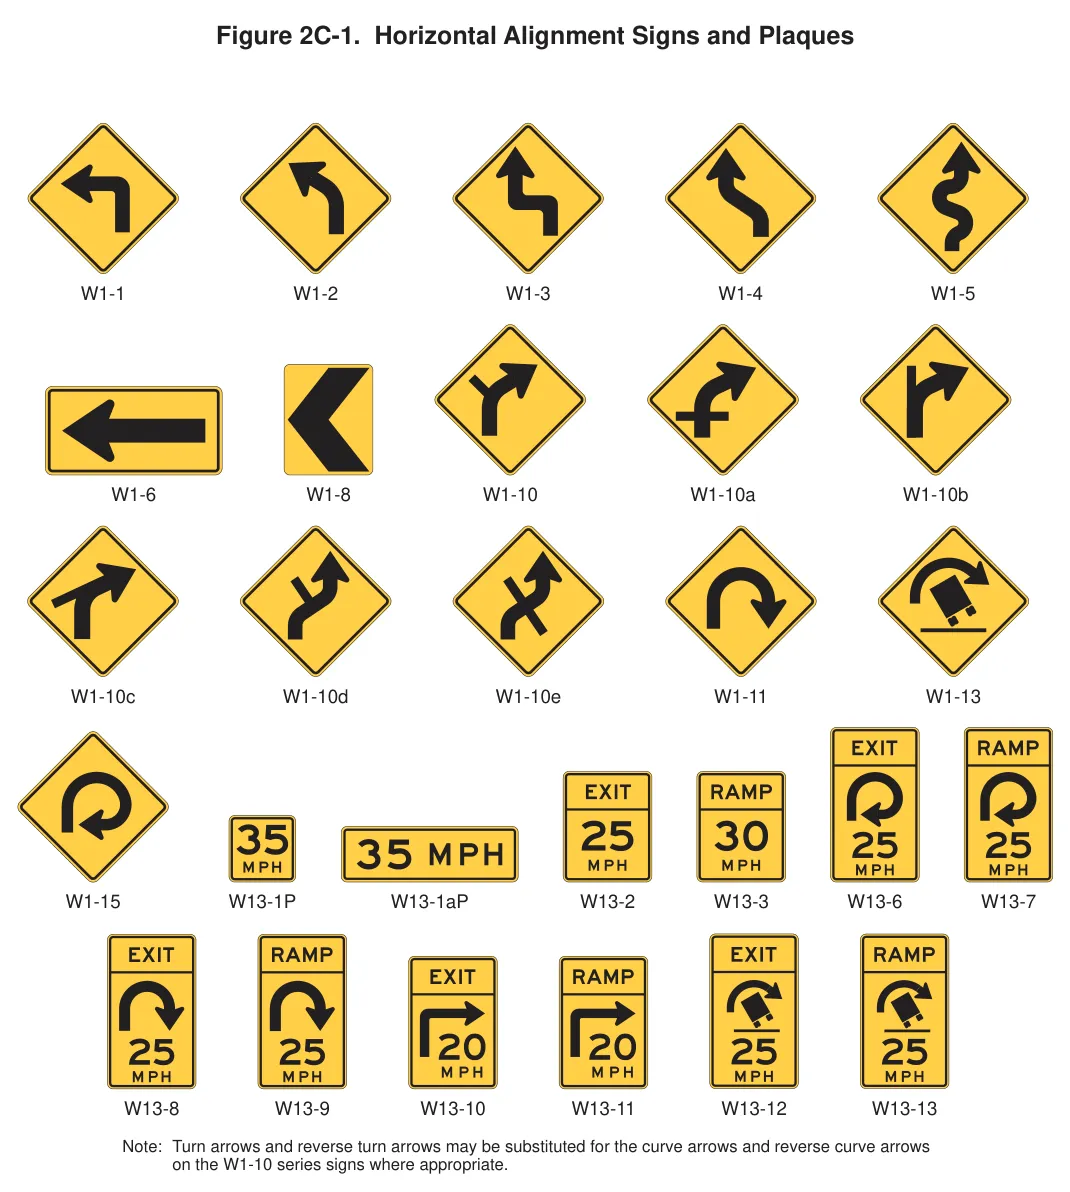 Figure 2C-1. Horizontal Alignment Signs and Plaques
W1-1
W1-2
W1-3
W1-4
W1-5
W1-6
W1-8
W1-10
W1-10a
W1-10b
W1-10c
W1-10d
W1-10e
W1-11
W1-13
W1-15
35
MPH
W13-1P
35 MPH
W13-1aP
EXIT
25
MPH
W13-2
RAMP
30
MPH
W13-3
EXIT
25
MPH
W13-6
RAMP
25
MPH
W13-7
EXIT
25
MPH
W13-8
RAMP
25
MPH
W13-9
EXIT
20
MPH
W13-10
RAMP
20
MPH
W13-11
EXIT
25
MPH
W13-12
RAMP
25
MPH
W13-13
Note: Turn arrows and reverse turn arrows may be substituted for the curve arrows and reverse curve arrows
on the W1-10 series signs where appropriate.